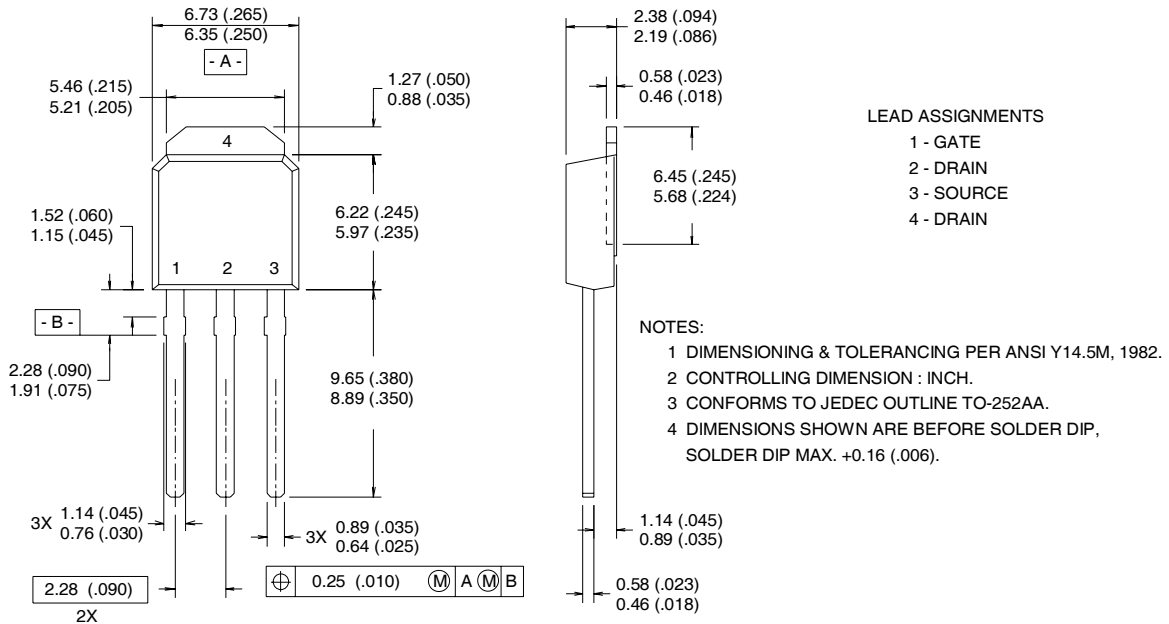 6.73 (.265)
6.35 (.250)
- A -
5.46 (.215)
5.21 (.205)
1.27 (.050)
0.88 (.035)
4
6.22 (.245)
5.97 (.235)
1.52 (.060)
1.15 (.045)
1 2 3
- B -
2.28 (.090)
1.91 (.075)
9.65 (.380)
8.89 (.350)
3X 1.14 (.045)
0.76 (.030)
3X 0.89 (.035)
0.64 (.025)
2.28 (.090)
2X
0.25 (.010) Ⓜ A Ⓜ B
2.38 (.094)
2.19 (.086)
0.58 (.023)
0.46 (.018)
6.45 (.245)
5.68 (.224)
1.14 (.045)
0.89 (.035)
0.58 (.023)
0.46 (.018)
LEAD ASSIGNMENTS
1 - GATE
2 - DRAIN
3 - SOURCE
4 - DRAIN
NOTES:
1 DIMENSIONING & TOLERANCING PER ANSI Y14.5M, 1982.
2 CONTROLLING DIMENSION : INCH.
3 CONFORMS TO JEDEC OUTLINE TO-252AA.
4 DIMENSIONS SHOWN ARE BEFORE SOLDER DIP,
SOLDER DIP MAX. +0.16 (.006).